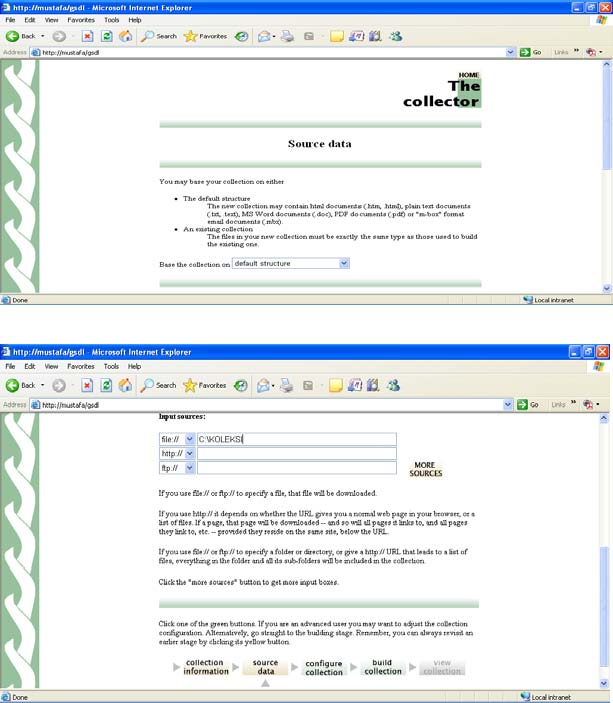 http://mustafa/gsdl - Microsoft Internet Explorer
File Edit View Favorites Tools Help
Back Search Favorites
Address http://mustafa/gsdl Go Links »
HOME
The
collector
Source data
You may base your collection on either
• The default structure
The new collection may contain html documents (.htm, .html), plain text documents
(.txt, .text), MS Word documents (.doc), PDF documents (.pdf) or "m-box" format
email documents (.mbx).
• An existing collection
The files in your new collection must be exactly the same type as those used to build
the existing one.
Base the collection on default structure
Done Local intranet
http://mustafa/gsdl - Microsoft Internet Explorer
File Edit View Favorites Tools Help
Back Search Favorites
Address http://mustafa/gsdl Go Links »
Input sources:
file:// C:\KOLEKSI
http://
ftp://
MORE
SOURCES
If you use file:// or ftp:// to specify a file, that file will be downloaded.
If you use http:// it depends on whether the URL gives you a normal web page in your browser, or a
list of files. If a page, that page will be downloaded -- and so will all pages it links to, and all pages
they link to, etc. -- provided they reside on the same site, below the URL.
If you use file:// or ftp:// to specify a folder or directory, or give a http:// URL that leads to a list of
files, everything in the folder and all its sub-folders will be included in the collection.
Click the "more sources" button to get more input boxes.
Click one of the green buttons. If you are an advanced user you may want to adjust the collection
configuration. Alternatively, go straight to the building stage. Remember, you can always revisit an
earlier stage by clicking its yellow button.
collection source configure build view
information data collection collection collection
Done Local intranet